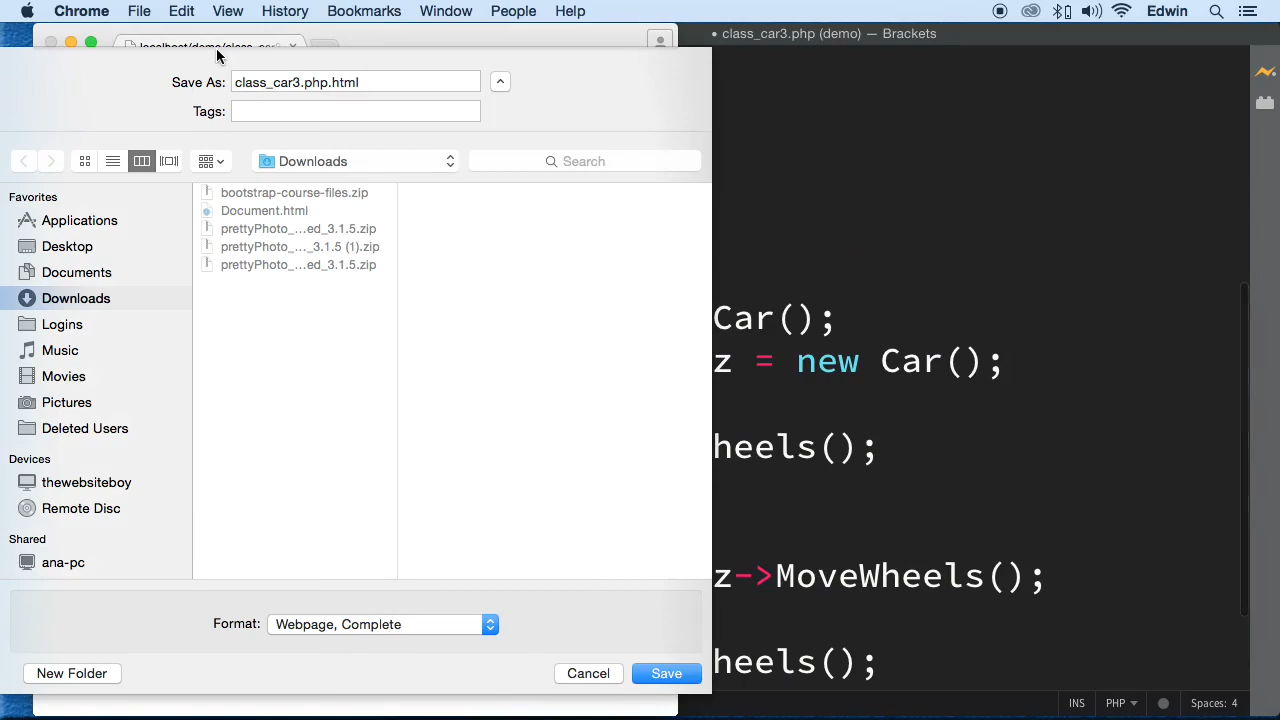 Chrome File Edit View History Bookmarks Window People Help Edwin
class_car3.php (demo) — Brackets
Save As: class_car3.php.html
Tags:
Downloads
Search
Favorites
Applications
Desktop
Documents
Downloads
Logins
Music
Movies
Pictures
Deleted Users
Devices
thewebsiteboy
Remote Disc
Shared
ana-pc
bootstrap-course-files.zip
Document.html
prettyPhoto_...ed_3.1.5.zip
prettyPhoto_..._3.1.5 (1).zip
prettyPhoto_...ed_3.1.5.zip
Format: Webpage, Complete
New Folder Cancel Save
Car();
z = new Car();
heels();
z->MoveWheels();
heels();
INS PHP Spaces: 4